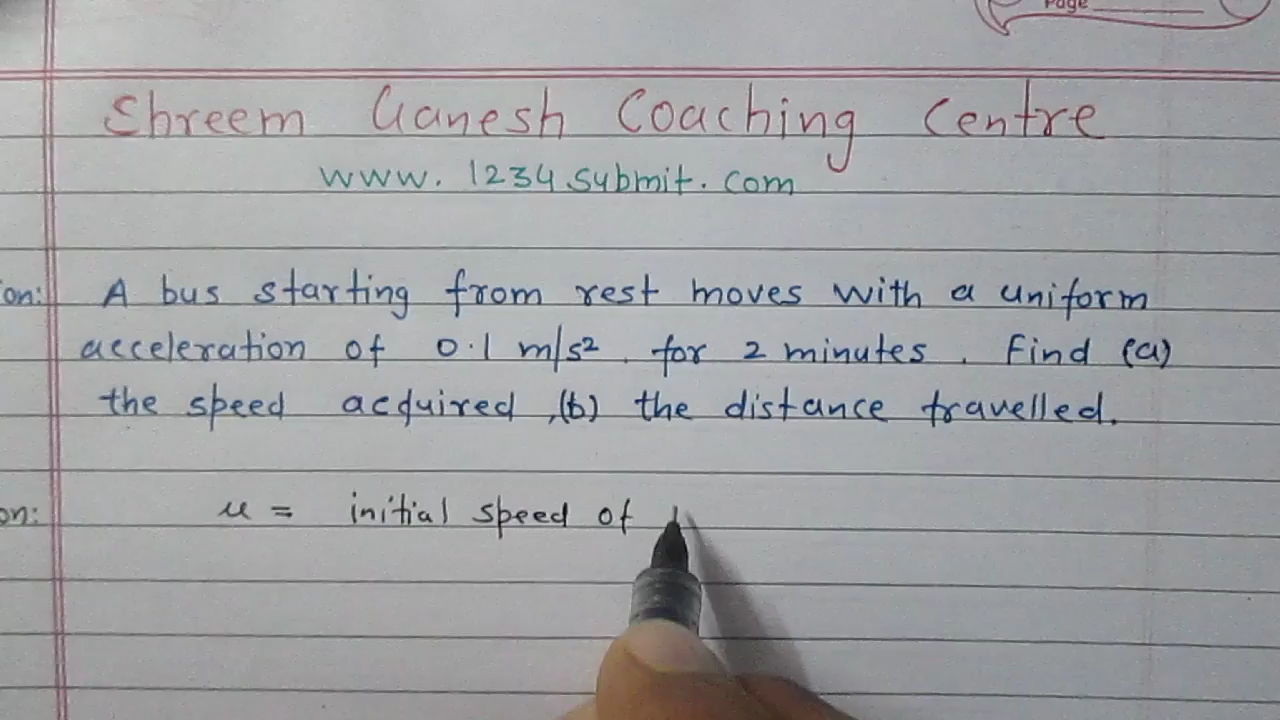 Page
Shreem Ganesh Coaching Centre
www.1234submit.com
on: A bus starting from rest moves with a uniform
acceleration of 0.1 m/s² for 2 minutes. Find (a)
the speed acquired ,(b) the distance travelled.
on: u = initial speed of